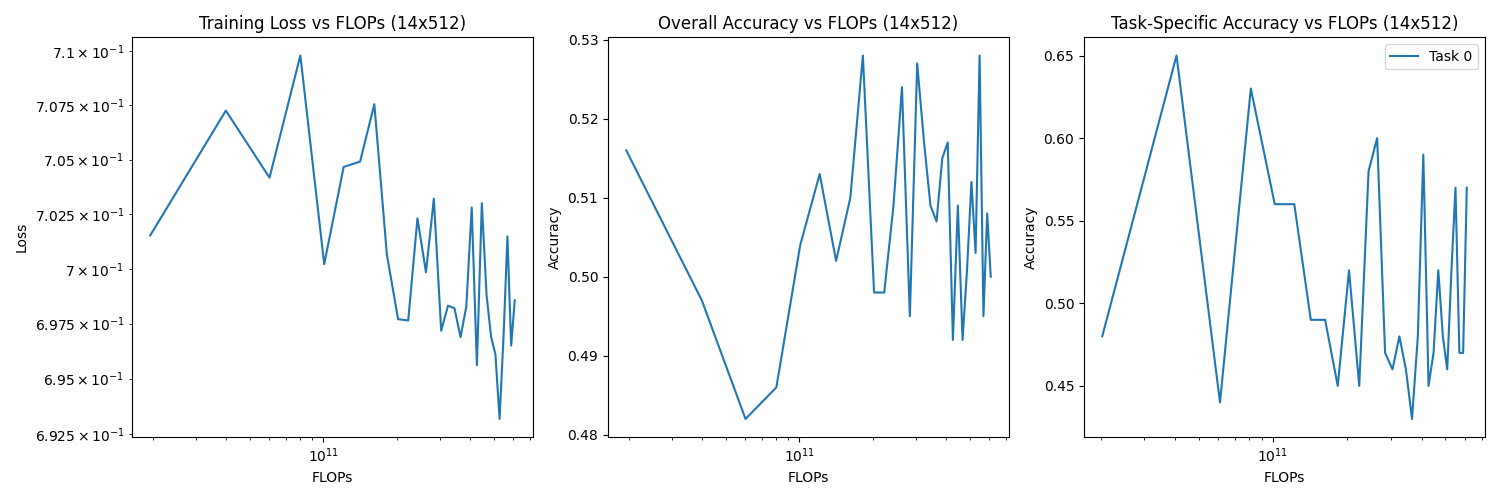 Training Loss vs FLOPs (14x512)
7.1 × 10⁻¹
7.075 × 10⁻¹
7.05 × 10⁻¹
7.025 × 10⁻¹
7 × 10⁻¹
6.975 × 10⁻¹
6.95 × 10⁻¹
6.925 × 10⁻¹
Loss
10¹¹
FLOPs
Overall Accuracy vs FLOPs (14x512)
0.53
0.52
0.51
0.50
0.49
0.48
Accuracy
10¹¹
FLOPs
Task-Specific Accuracy vs FLOPs (14x512)
Task 0
0.65
0.60
0.55
0.50
0.45
Accuracy
10¹¹
FLOPs